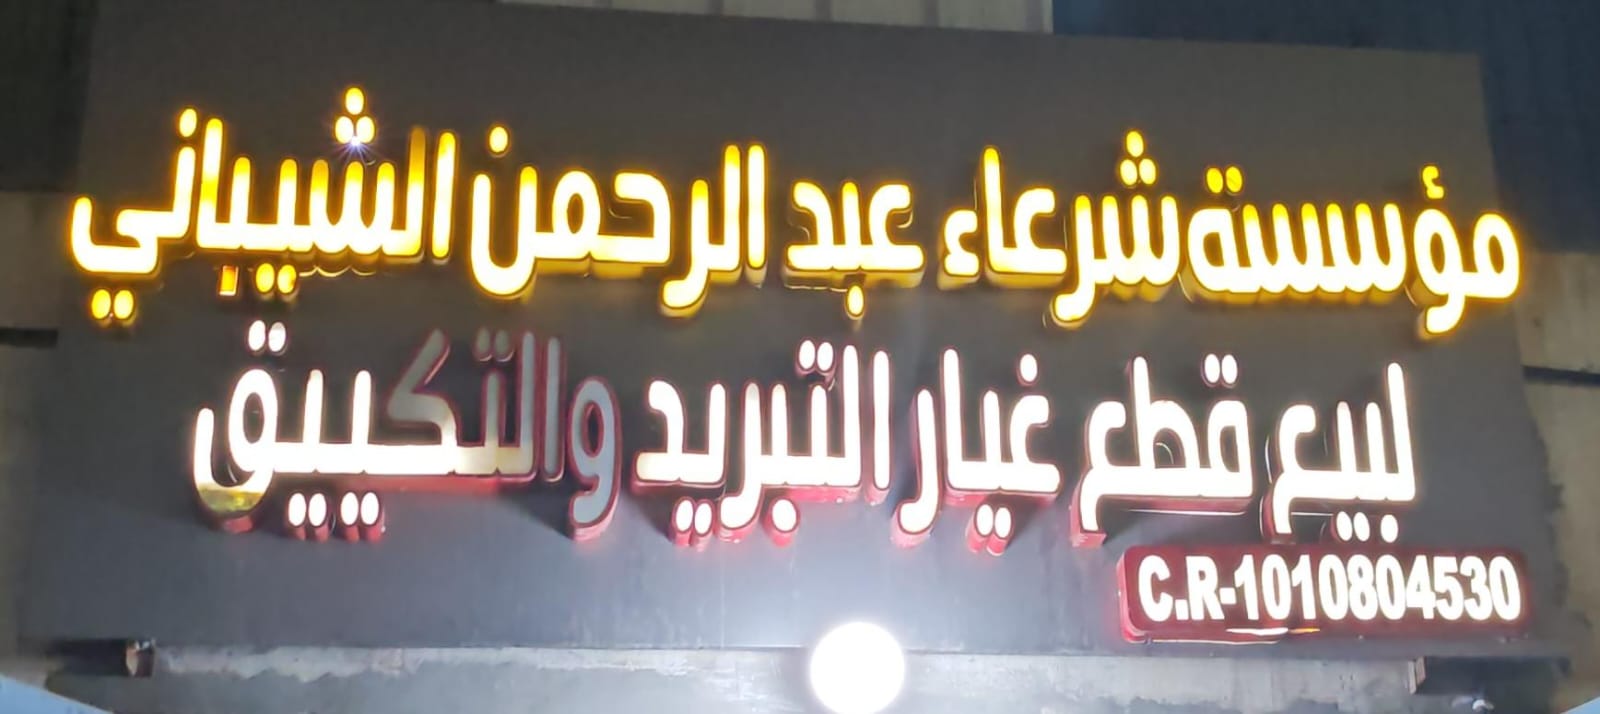 مؤسسة شرعاء عبد الرحمن الشيباني
لبيع قطع غيار التبريد والتكييق
C.R-1010804530